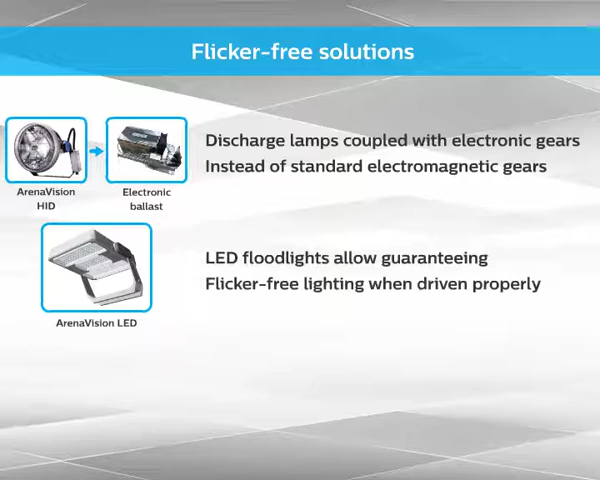 Flicker-free solutions
Discharge lamps coupled with electronic gears
Instead of standard electromagnetic gears
ArenaVision
HID
Electronic
ballast
LED floodlights allow guaranteeing
Flicker-free lighting when driven properly
ArenaVision LED